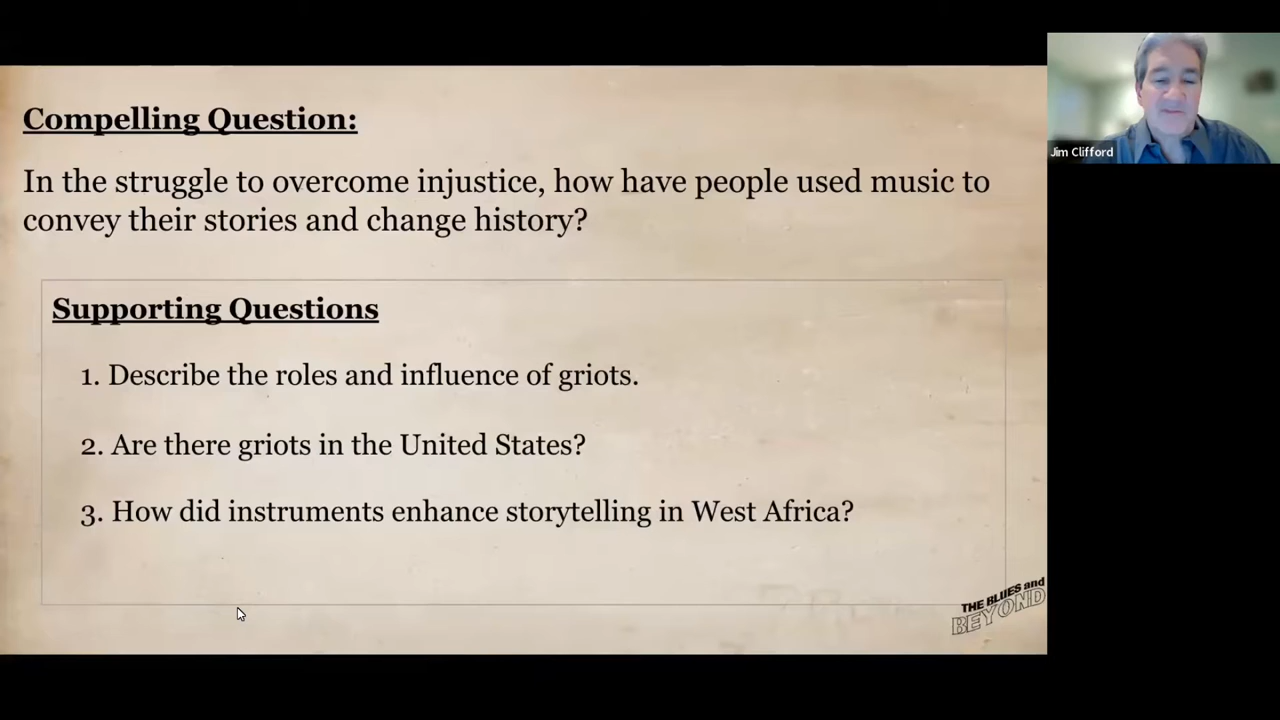 Compelling Question:
In the struggle to overcome injustice, how have people used music to
convey their stories and change history?
Supporting Questions
1. Describe the roles and influence of griots.
2. Are there griots in the United States?
3. How did instruments enhance storytelling in West Africa?
THE BLUES and
BEYOND
Jim Clifford